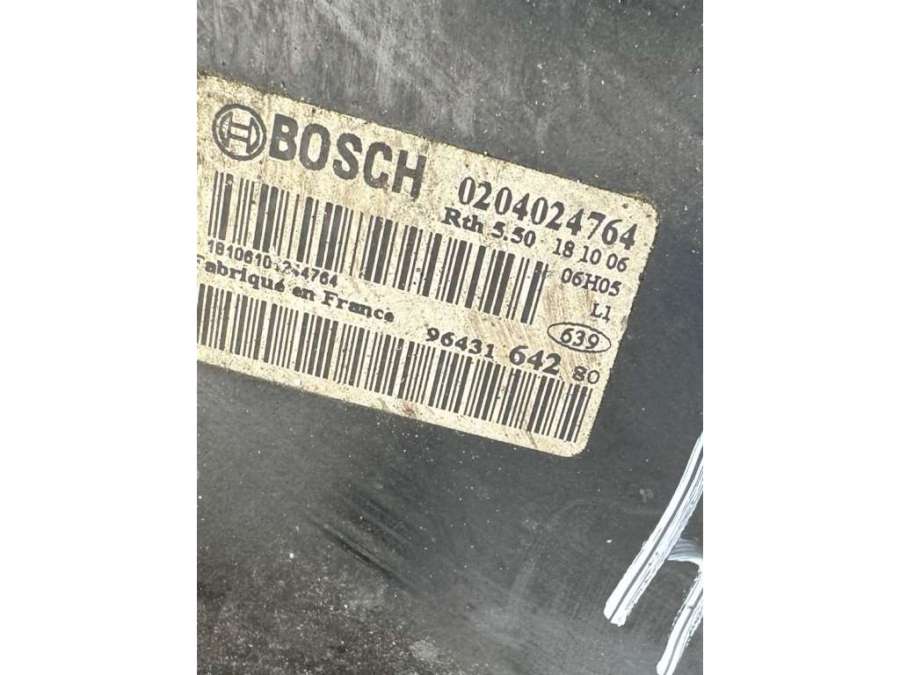 BOSCH 0204024764
Rth 5.50 18 10 06
06H05
L1
Fabriqué en France
639
96431 642 80